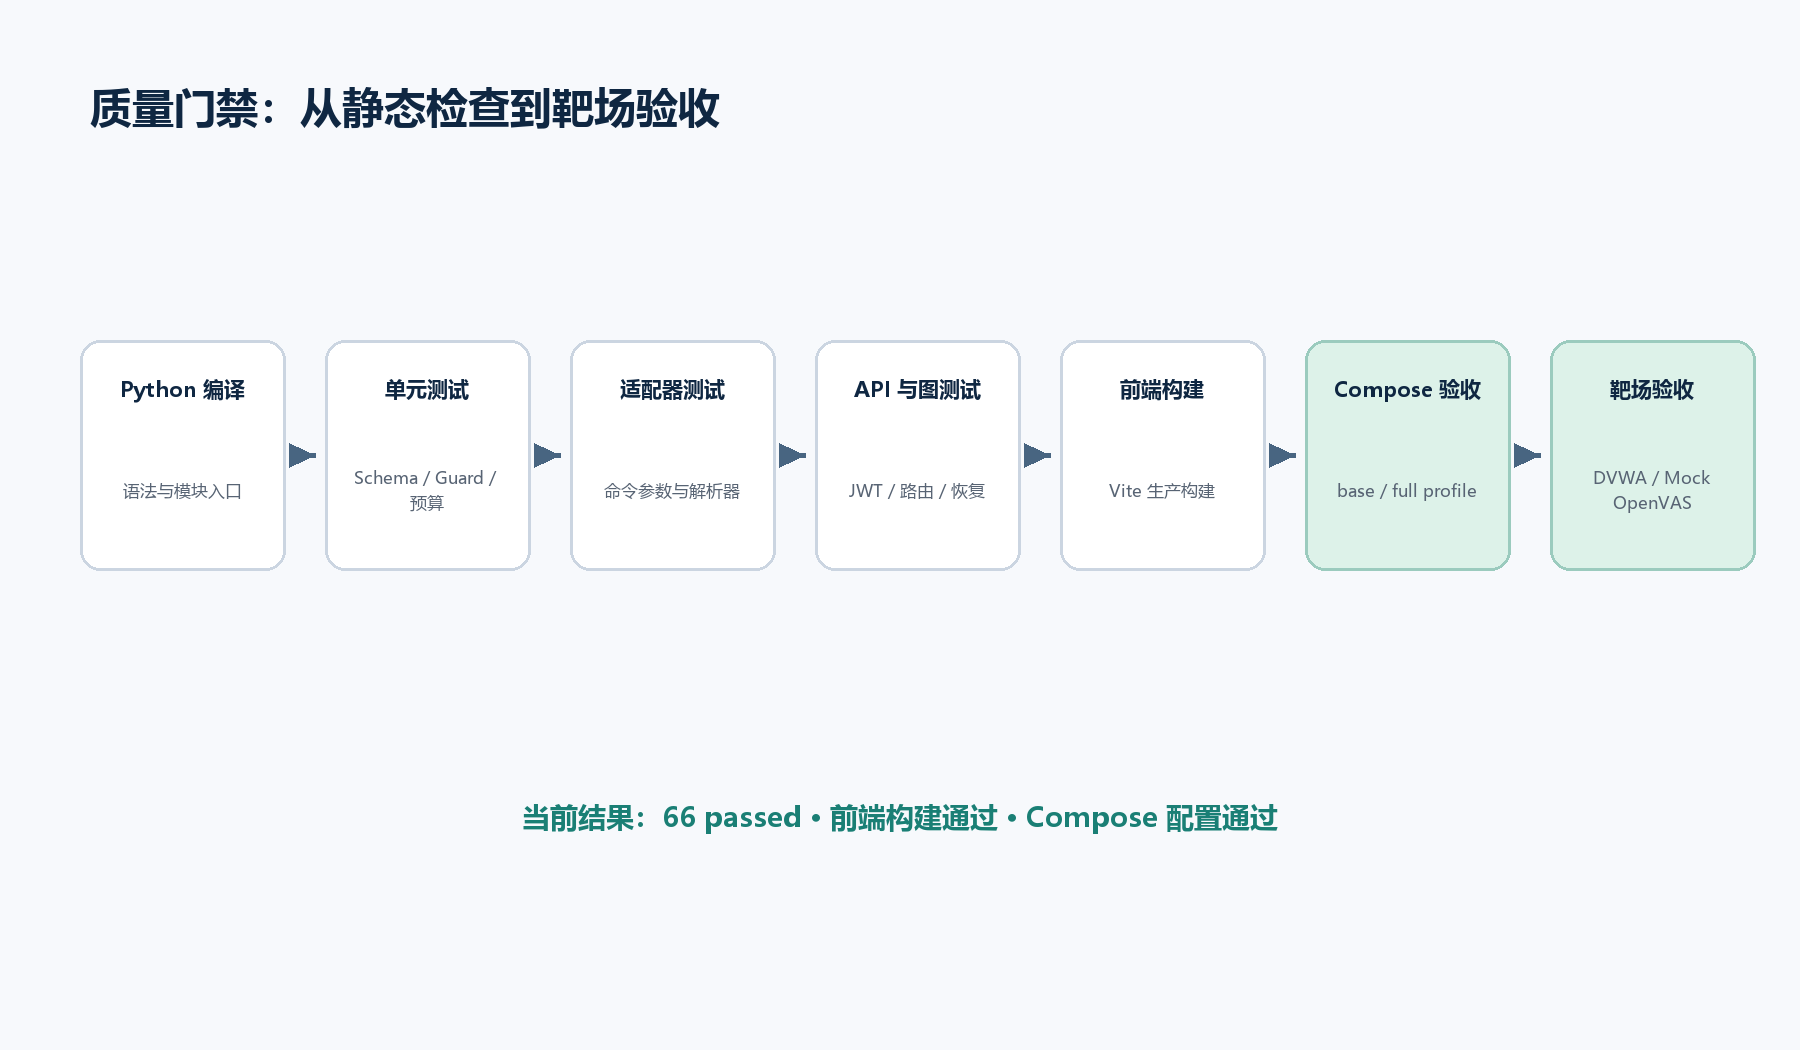 质量门禁：从静态检查到靶场验收
Python 编译
语法与模块入口
单元测试
Schema / Guard /
预算
适配器测试
命令参数与解析器
API 与图测试
JWT / 路由 / 恢复
前端构建
Vite 生产构建
Compose 验收
base / full profile
靶场验收
DVWA / Mock
OpenVAS
当前结果：66 passed • 前端构建通过 • Compose 配置通过